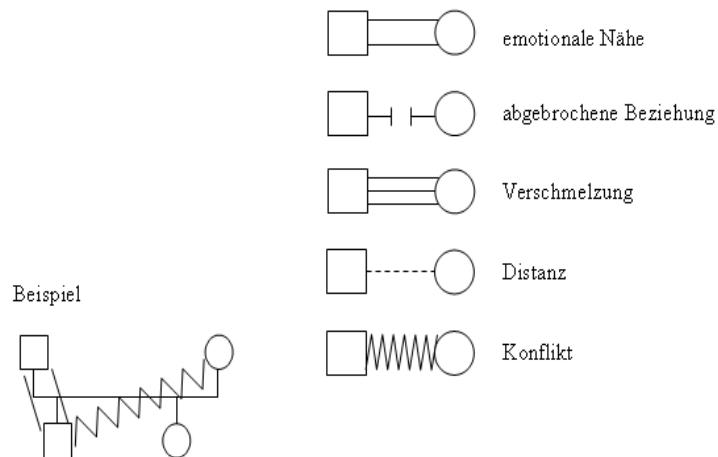 emotionale Nähe
abgebrochene Beziehung
Verschmelzung
Distanz
Beispiel
Konflikt